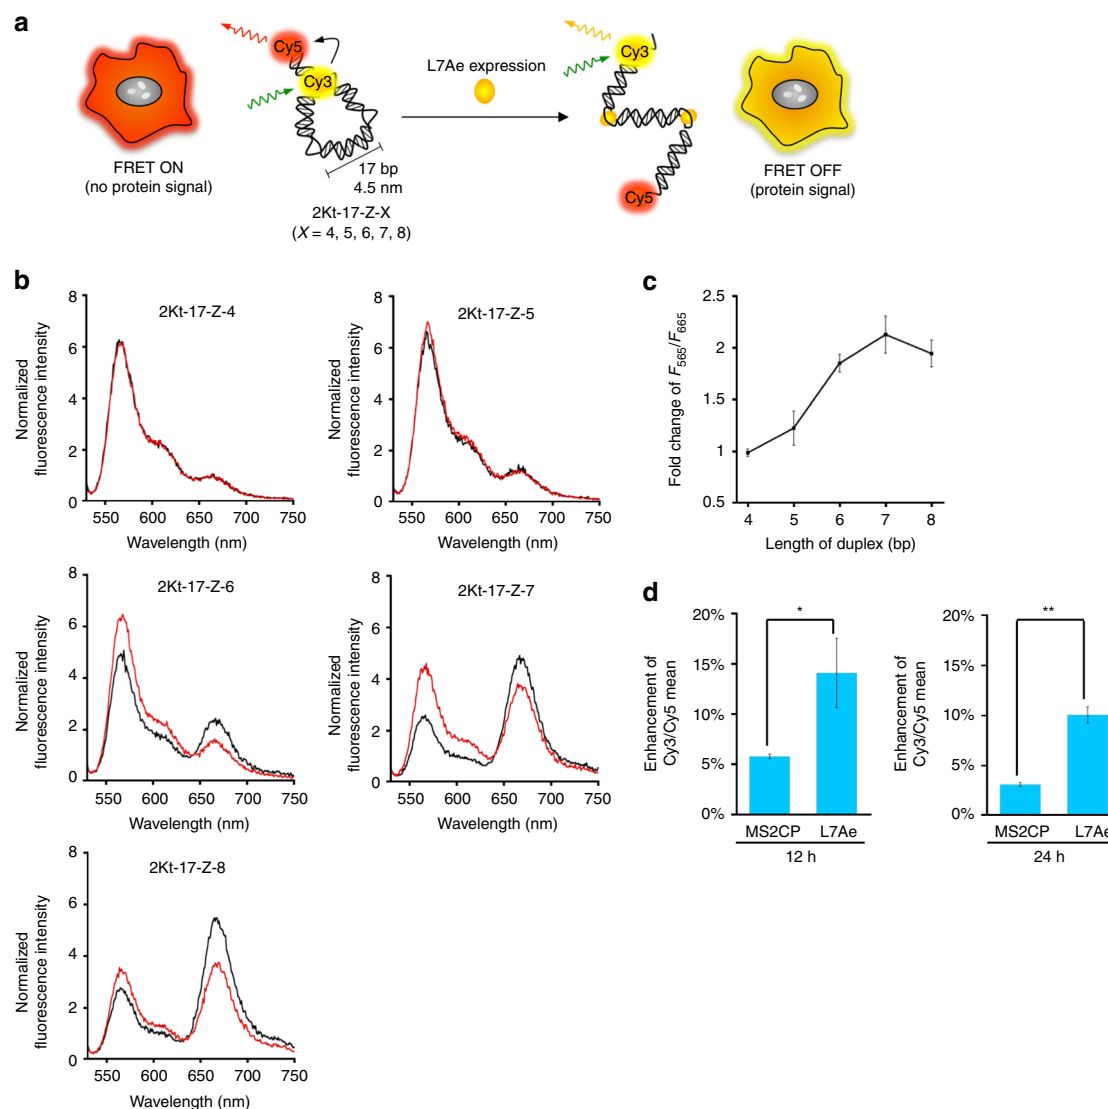 a
Cy5
Cy3
L7Ae expression
Cy3
Cy5
17 bp
4.5 nm
FRET ON
(no protein signal)
2Kt-17-Z-X
(X = 4, 5, 6, 7, 8)
FRET OFF
(protein signal)
b
2Kt-17-Z-4
Normalized
fluorescence intensity
8
6
4
2
0
550 600 650 700 750
Wavelength (nm)
2Kt-17-Z-5
Normalized
fluorescence intensity
8
6
4
2
0
550 600 650 700 750
Wavelength (nm)
2Kt-17-Z-6
Normalized
fluorescence intensity
8
6
4
2
0
550 600 650 700 750
Wavelength (nm)
2Kt-17-Z-7
Normalized
fluorescence intensity
8
6
4
2
0
550 600 650 700 750
Wavelength (nm)
2Kt-17-Z-8
Normalized
fluorescence intensity
8
6
4
2
0
550 600 650 700 750
Wavelength (nm)
c
Fold change of F565/F665
2.5
2
1.5
1
0.5
4 5 6 7 8
Length of duplex (bp)
d
Enhancement of
Cy3/Cy5 mean
20%
15%
10%
5%
0%
*
MS2CP L7Ae
12 h
Enhancement of
Cy3/Cy5 mean
20%
15%
10%
5%
0%
**
MS2CP L7Ae
24 h